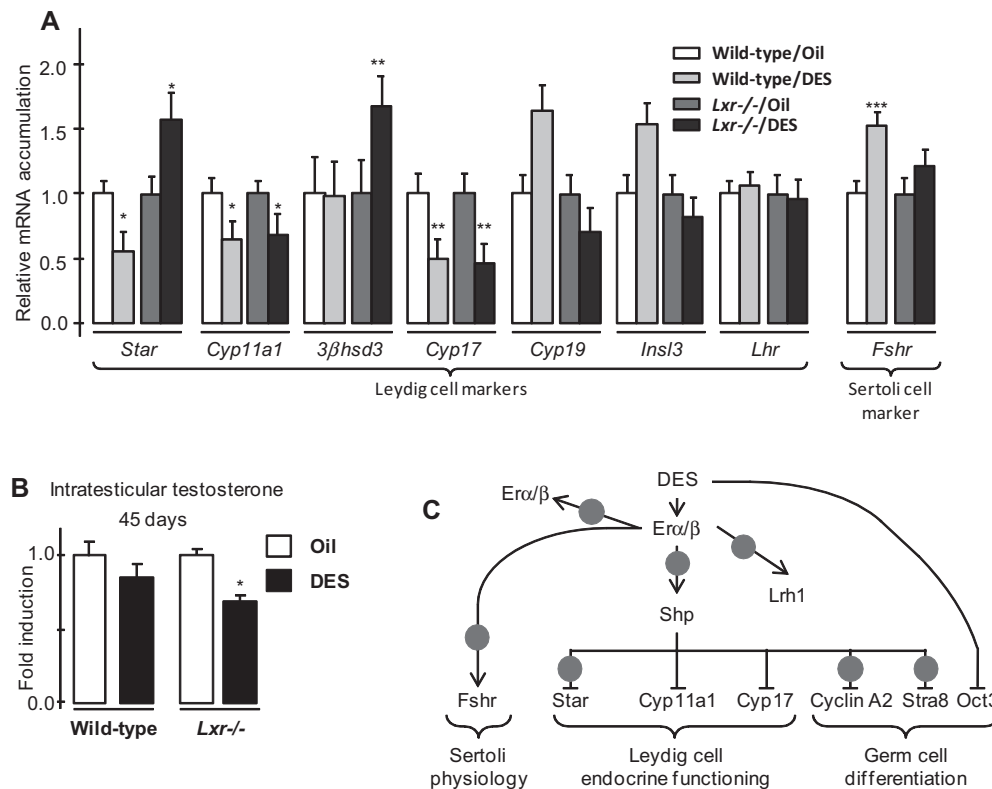 A
Relative mRNA accumulation
2.0
1.5
1.0
0.5
0.0
Wild-type/Oil
Wild-type/DES
Lxr-/-/Oil
Lxr-/-/DES
*
*
*
*
**
**
**
***
Star
Cyp11a1
3βhsd3
Cyp17
Cyp19
Insl3
Lhr
Fshr
Leydig cell markers
Sertoli cell
marker
B
Intratesticular testosterone
45 days
Fold induction
1.0
0.0
Oil
DES
*
Wild-type
Lxr-/-
C
DES
Erα/β
Erα/β
Lrh1
Shp
Fshr
Star
Cyp11a1
Cyp17
Cyclin A2
Stra8
Oct3
Sertoli
physiology
Leydig cell
endocrine functioning
Germ cell
differentiation